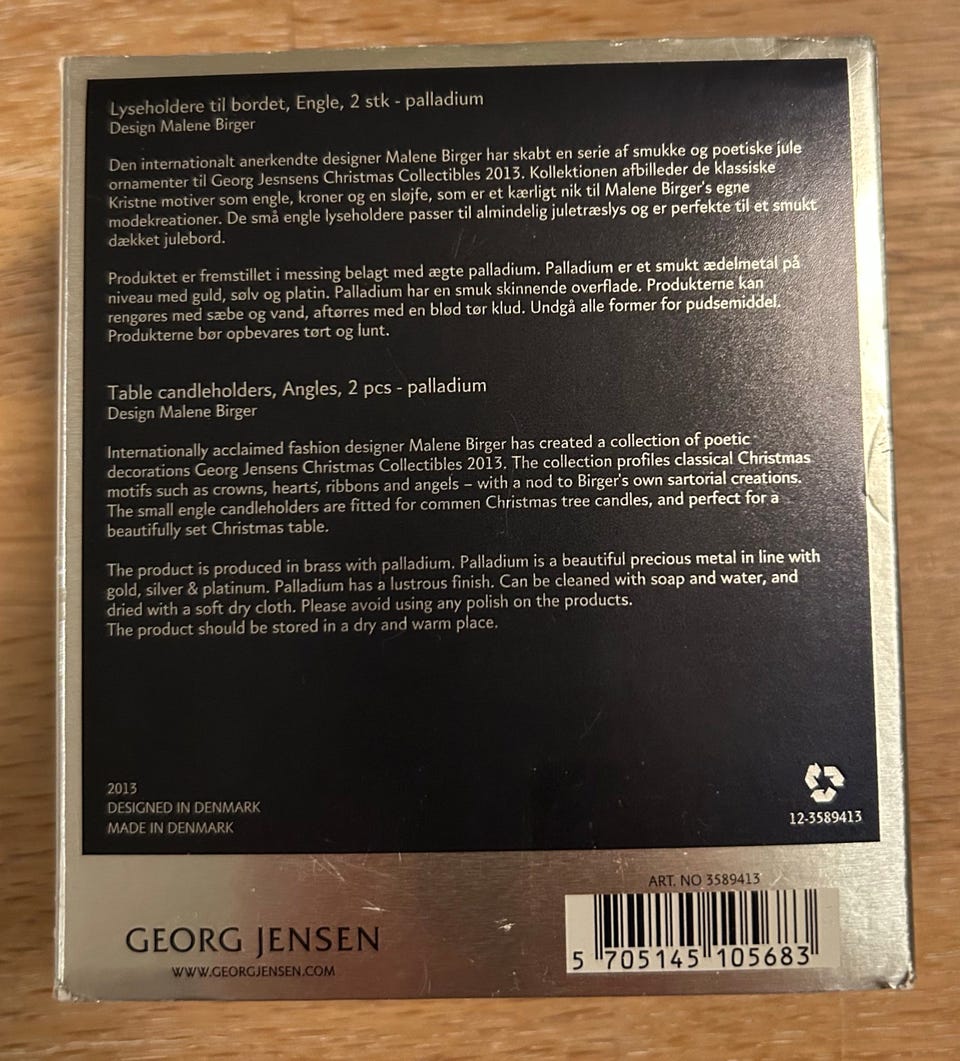 Lyseholdere til bordet, Engle, 2 stk - palladium
Design Malene Birger
Den internationalt anerkendte designer Malene Birger har skabt en serie af smukke og poetiske jule
ornamenter til Georg Jesnsens Christmas Collectibles 2013. Kollektionen afbilleder de klassiske
Kristne motiver som engle, kroner og en sløjfe, som er et kærligt nik til Malene Birger's egne
modekreationer. De små engle lyseholdere passer til almindelig juletræslys og er perfekte til et smukt
dækket julebord.
Produktet er fremstillet i messing belagt med ægte palladium. Palladium er et smukt ædelmetal på
niveau med guld, sølv og platin. Palladium har en smuk skinnende overflade. Produkterne kan
rengøres med sæbe og vand, aftørres med en blød tør klud. Undgå alle former for pudsemiddel.
Produkterne bør opbevares tørt og lunt.
Table candleholders, Angles, 2 pcs - palladium
Design Malene Birger
Internationally acclaimed fashion designer Malene Birger has created a collection of poetic
decorations Georg Jensens Christmas Collectibles 2013. The collection profiles classical Christmas
motifs such as crowns, hearts, ribbons and angels – with a nod to Birger's own sartorial creations.
The small engle candleholders are fitted for commen Christmas tree candles, and perfect for a
beautifully set Christmas table.
The product is produced in brass with palladium. Palladium is a beautiful precious metal in line with
gold, silver & platinum. Palladium has a lustrous finish. Can be cleaned with soap and water, and
dried with a soft dry cloth. Please avoid using any polish on the products.
The product should be stored in a dry and warm place.
2013
DESIGNED IN DENMARK
MADE IN DENMARK
12-3589413
ART. NO 3589413
GEORG JENSEN
WWW.GEORGJENSEN.COM
5 705145 105683